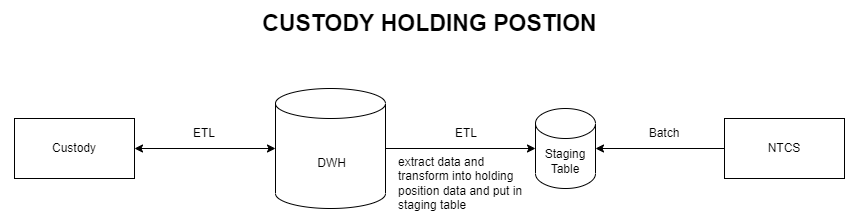 CUSTODY HOLDING POSTION
Custody
ETL
DWH
ETL
extract data and
transform into holding
position data and put in
staging table
Staging
Table
Batch
NTCS